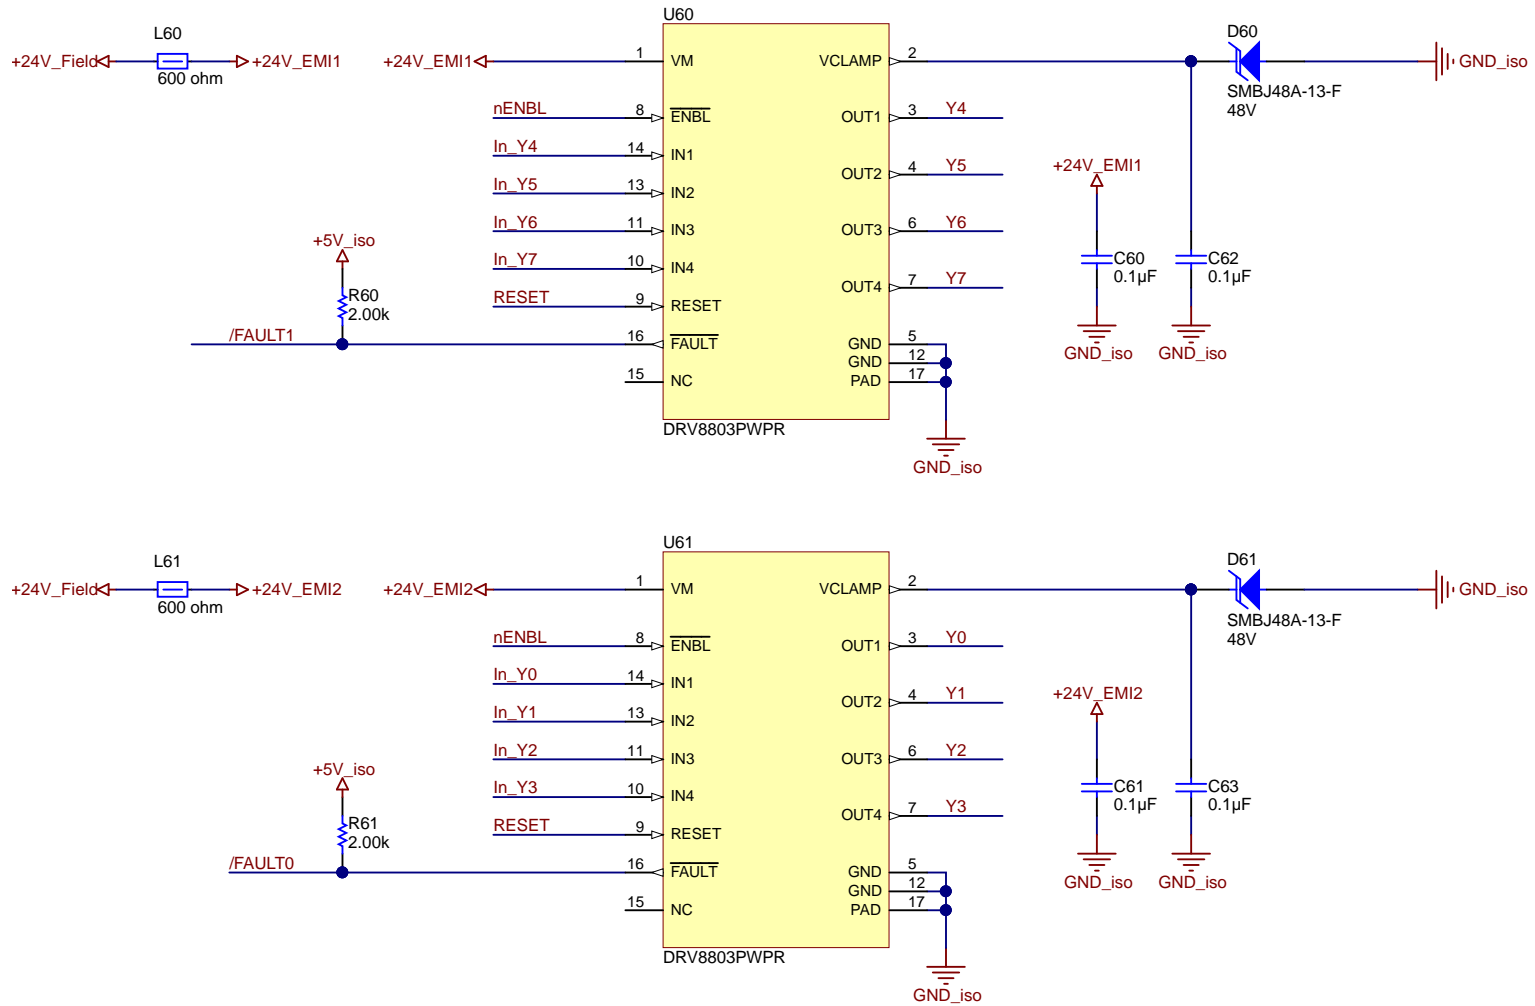 U60
L60
+24V_Field
+24V_EMI1
600 ohm
+24V_EMI1
1
VM
VCLAMP
2
D60
SMBJ48A-13-F
48V
GND_iso
nENBL
8
ENBL
OUT1
3
Y4
In_Y4
14
IN1
OUT2
4
Y5
In_Y5
13
IN2
In_Y6
11
IN3
OUT3
6
Y6
In_Y7
10
IN4
OUT4
7
Y7
RESET
9
RESET
+5V_iso
R60
2.00k
/FAULT1
16
FAULT
15
NC
GND
5
GND
12
PAD
17
DRV8803PWPR
GND_iso
+24V_EMI1
C60
0.1µF
GND_iso
C62
0.1µF
GND_iso
U61
L61
+24V_Field
+24V_EMI2
600 ohm
+24V_EMI2
1
VM
VCLAMP
2
D61
SMBJ48A-13-F
48V
GND_iso
nENBL
8
ENBL
OUT1
3
Y0
In_Y0
14
IN1
OUT2
4
Y1
In_Y1
13
IN2
In_Y2
11
IN3
OUT3
6
Y2
In_Y3
10
IN4
OUT4
7
Y3
RESET
9
RESET
+5V_iso
R61
2.00k
/FAULT0
16
FAULT
15
NC
GND
5
GND
12
PAD
17
DRV8803PWPR
GND_iso
+24V_EMI2
C61
0.1µF
GND_iso
C63
0.1µF
GND_iso